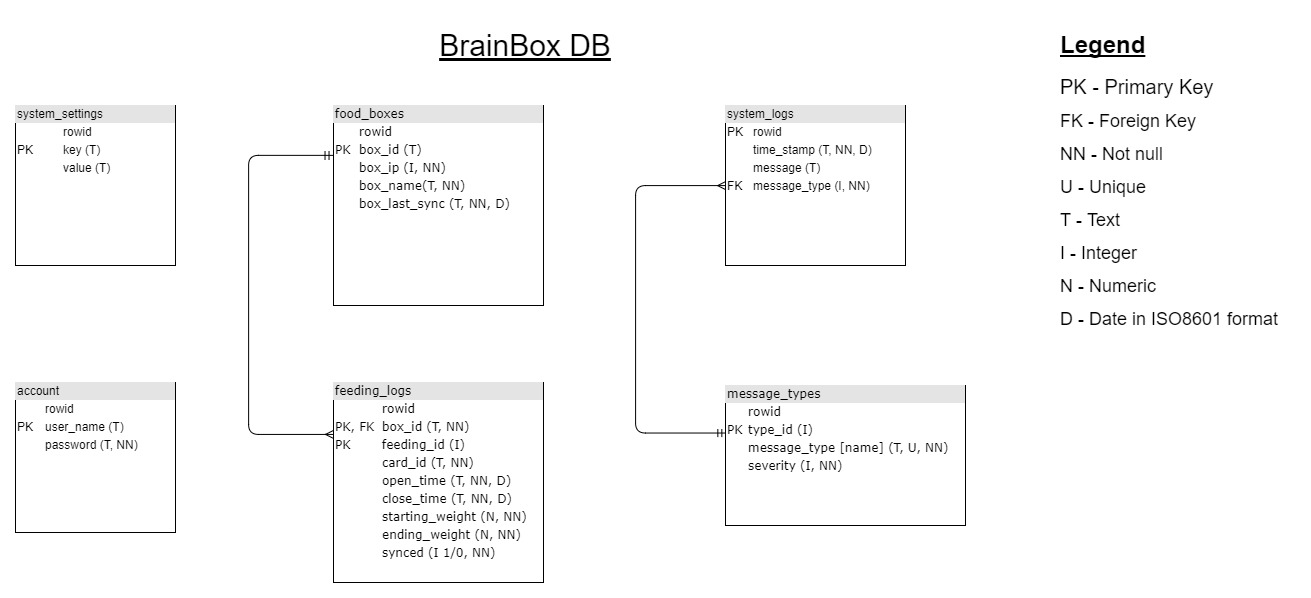 BrainBox DB
Legend
PK - Primary Key
FK - Foreign Key
NN - Not null
U - Unique
T - Text
I - Integer
N - Numeric
D - Date in ISO8601 format
system_settings
rowid
PK key (T)
value (T)
food_boxes
rowid
PK box_id (T)
box_ip (I, NN)
box_name(T, NN)
box_last_sync (T, NN, D)
system_logs
PK rowid
time_stamp (T, NN, D)
message (T)
FK message_type (I, NN)
account
rowid
PK user_name (T)
password (T, NN)
feeding_logs
rowid
PK, FK box_id (T, NN)
PK feeding_id (I)
card_id (T, NN)
open_time (T, NN, D)
close_time (T, NN, D)
starting_weight (N, NN)
ending_weight (N, NN)
synced (I 1/0, NN)
message_types
rowid
PK type_id (I)
message_type [name] (T, U, NN)
severity (I, NN)